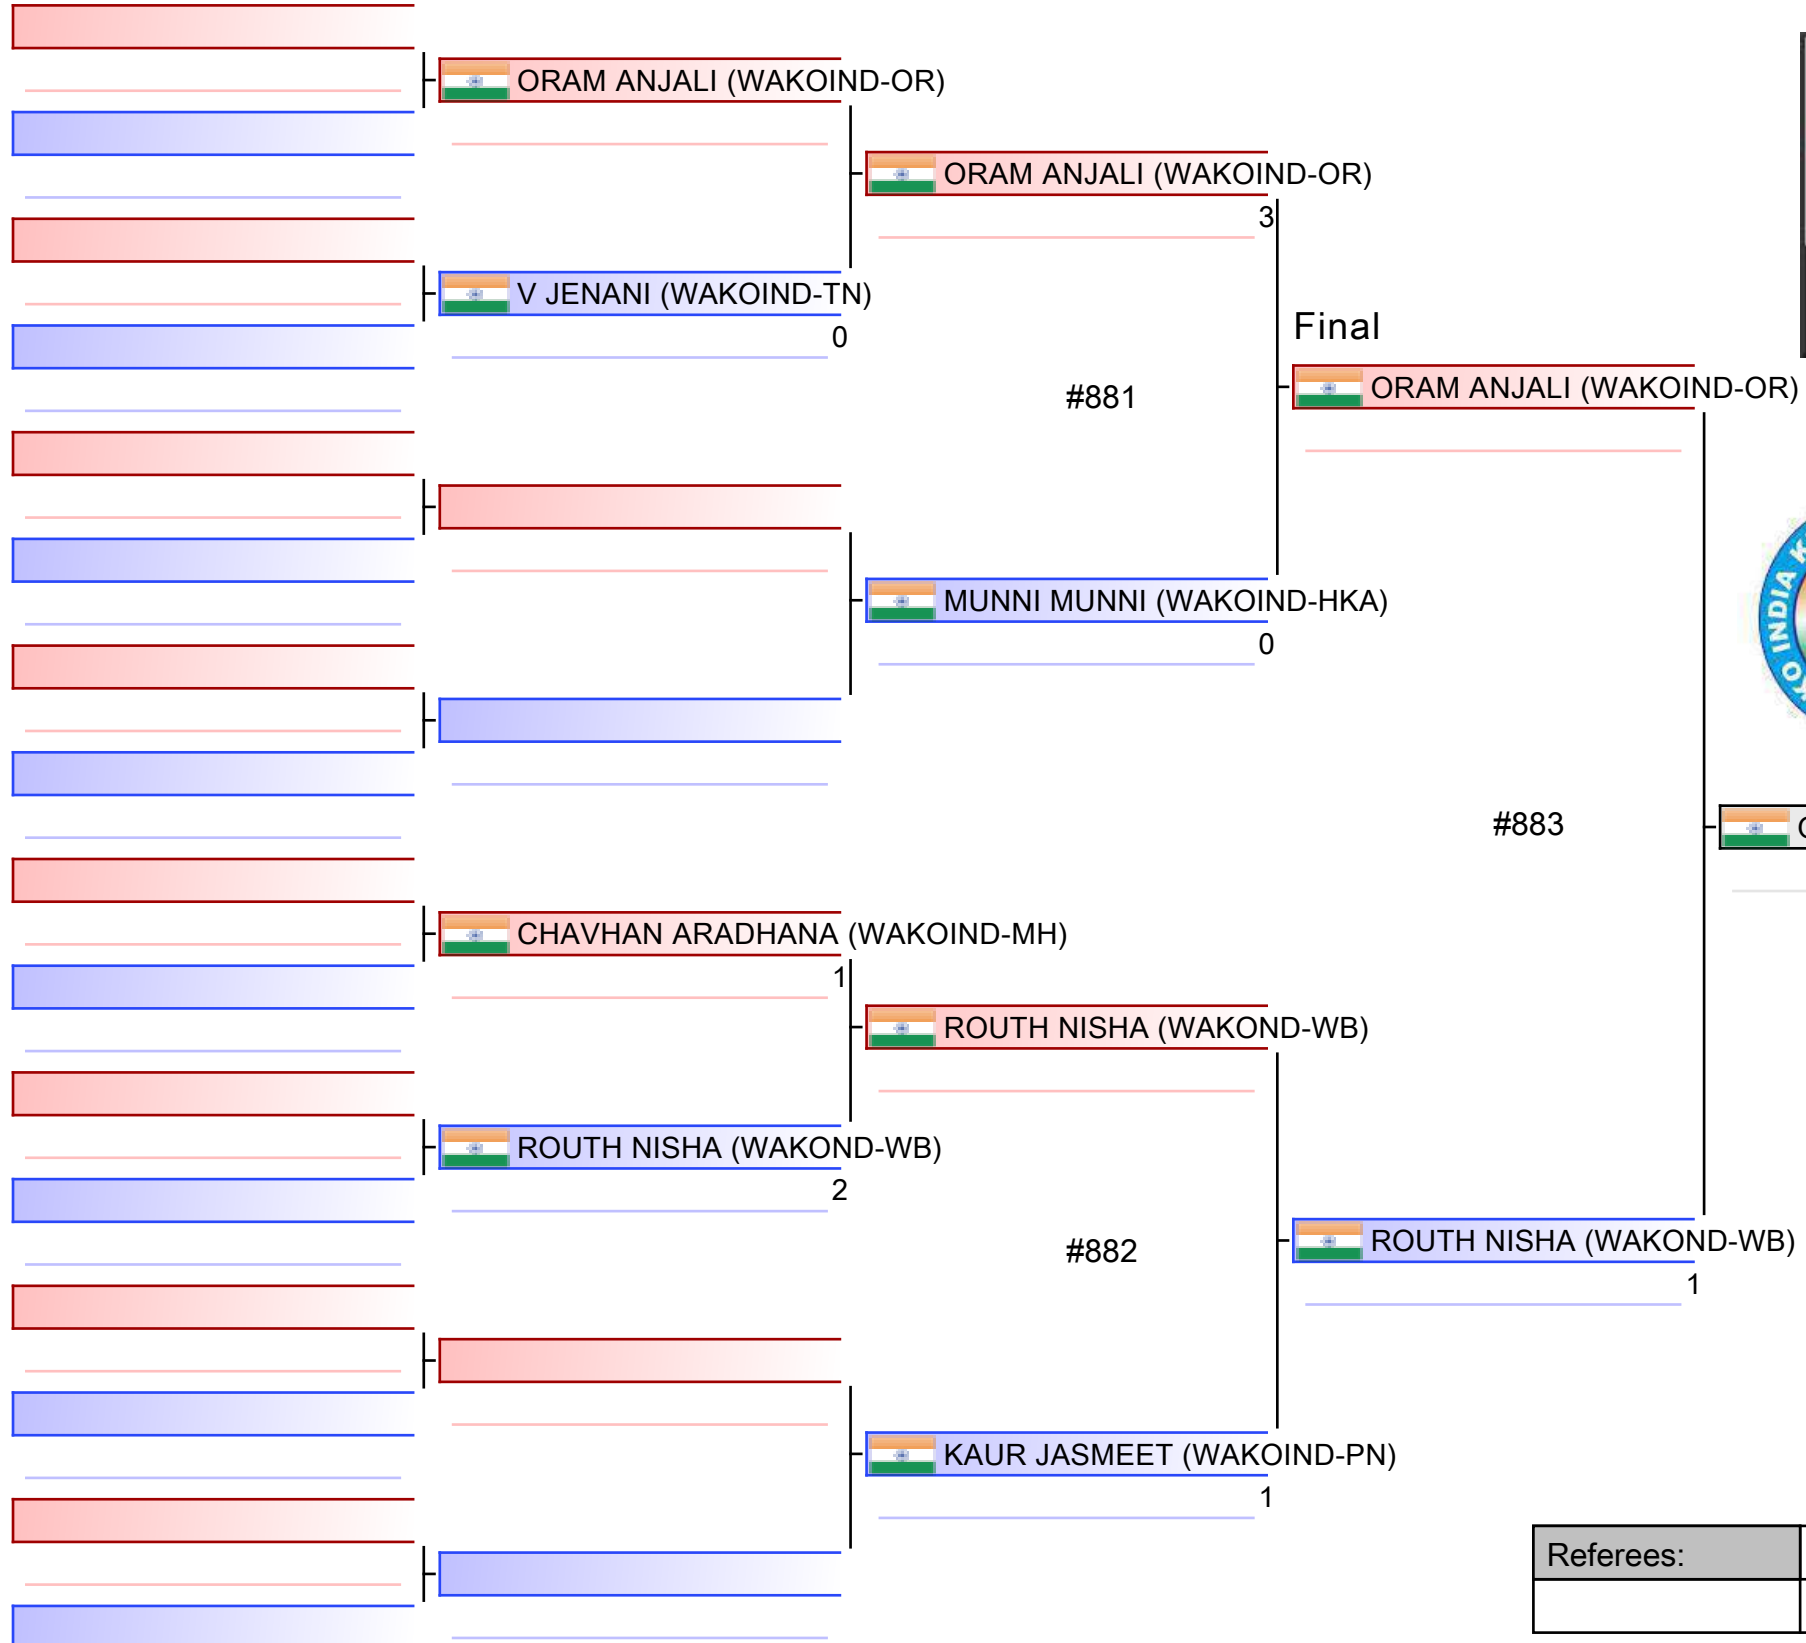 ORAM ANJALI (WAKOIND-OR)
ORAM ANJALI (WAKOIND-OR)
3
V JENANI (WAKOIND-TN)
0
Final
ORAM ANJALI (WAKOIND-OR)
#881
MUNNI MUNNI (WAKOIND-HKA)
0
INDIA
#883
CHAVHAN ARADHANA (WAKOIND-MH)
1
ROUTH NISHA (WAKOND-WB)
ROUTH NISHA (WAKOND-WB)
2
#882
ROUTH NISHA (WAKOND-WB)
1
KAUR JASMEET (WAKOIND-PN)
1
Referees: